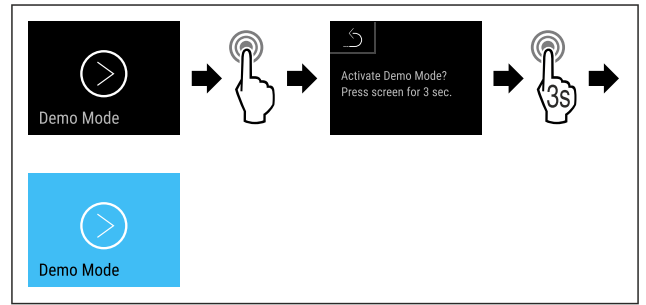 Demo Mode
Activate Demo Mode?
Press screen for 3 sec.
3s
Demo Mode